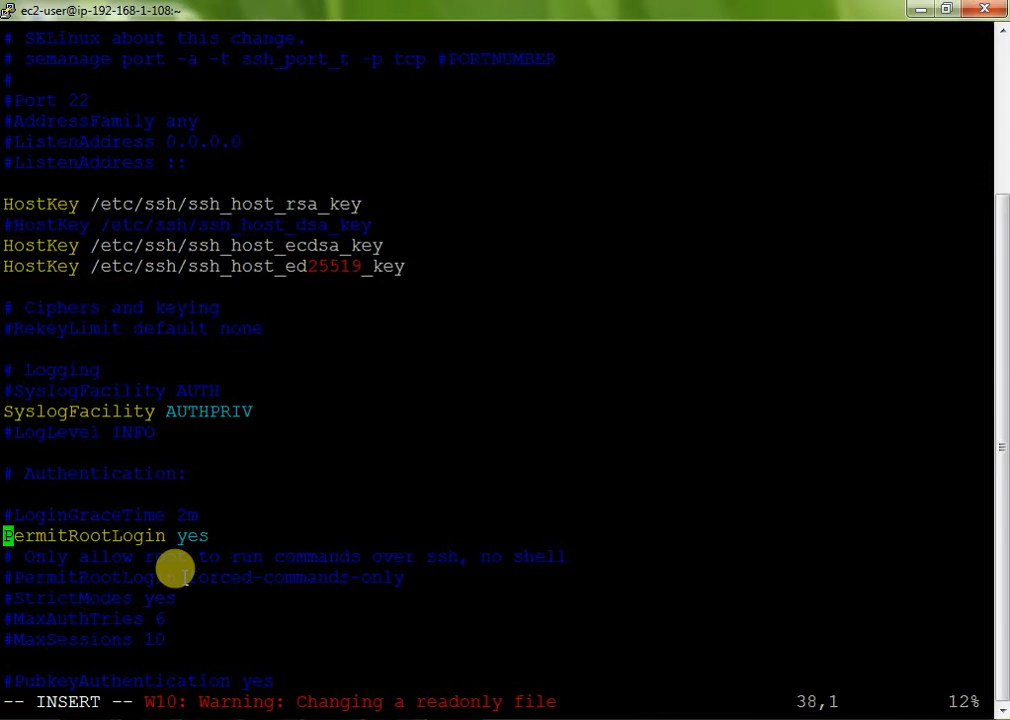 ec2-user@ip-192-168-1-108:~
# SELinux about this change.
# semanage port -a -t ssh_port_t -p tcp #PORTNUMBER
#
#Port 22
#AddressFamily any
#ListenAddress 0.0.0.0
#ListenAddress ::
HostKey /etc/ssh/ssh_host_rsa_key
#HostKey /etc/ssh/ssh_host_dsa_key
HostKey /etc/ssh/ssh_host_ecdsa_key
HostKey /etc/ssh/ssh_host_ed25519_key
# Ciphers and keying
#RekeyLimit default none
# Logging
#SyslogFacility AUTH
SyslogFacility AUTHPRIV
#LogLevel INFO
# Authentication:
#LoginGraceTime 2m
PermitRootLogin yes
# Only allow root to run commands over ssh, no shell
#PermitRootLogin forced-commands-only
#StrictModes yes
#MaxAuthTries 6
#MaxSessions 10
#PubkeyAuthentication yes
-- INSERT -- W10: Warning: Changing a readonly file 38,1 12%